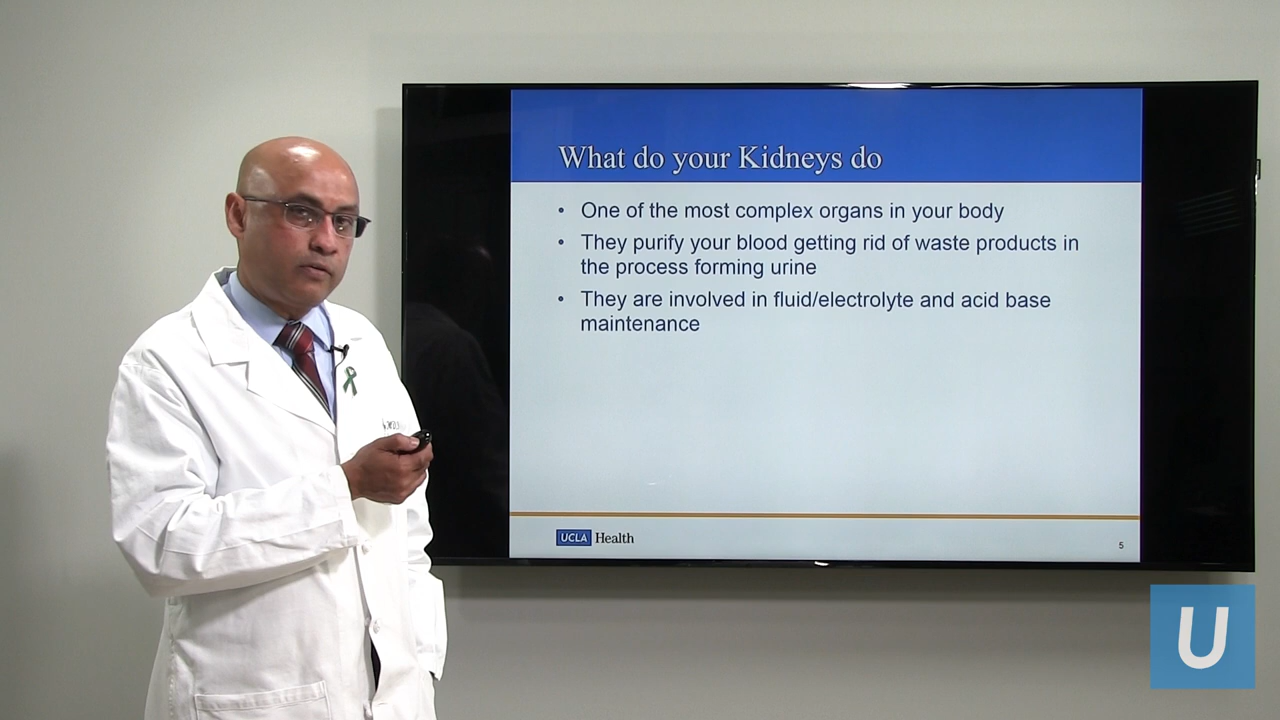 What do your Kidneys do
• One of the most complex organs in your body
• They purify your blood getting rid of waste products in
the process forming urine
• They are involved in fluid/electrolyte and acid base
maintenance
UCLA Health
5
U